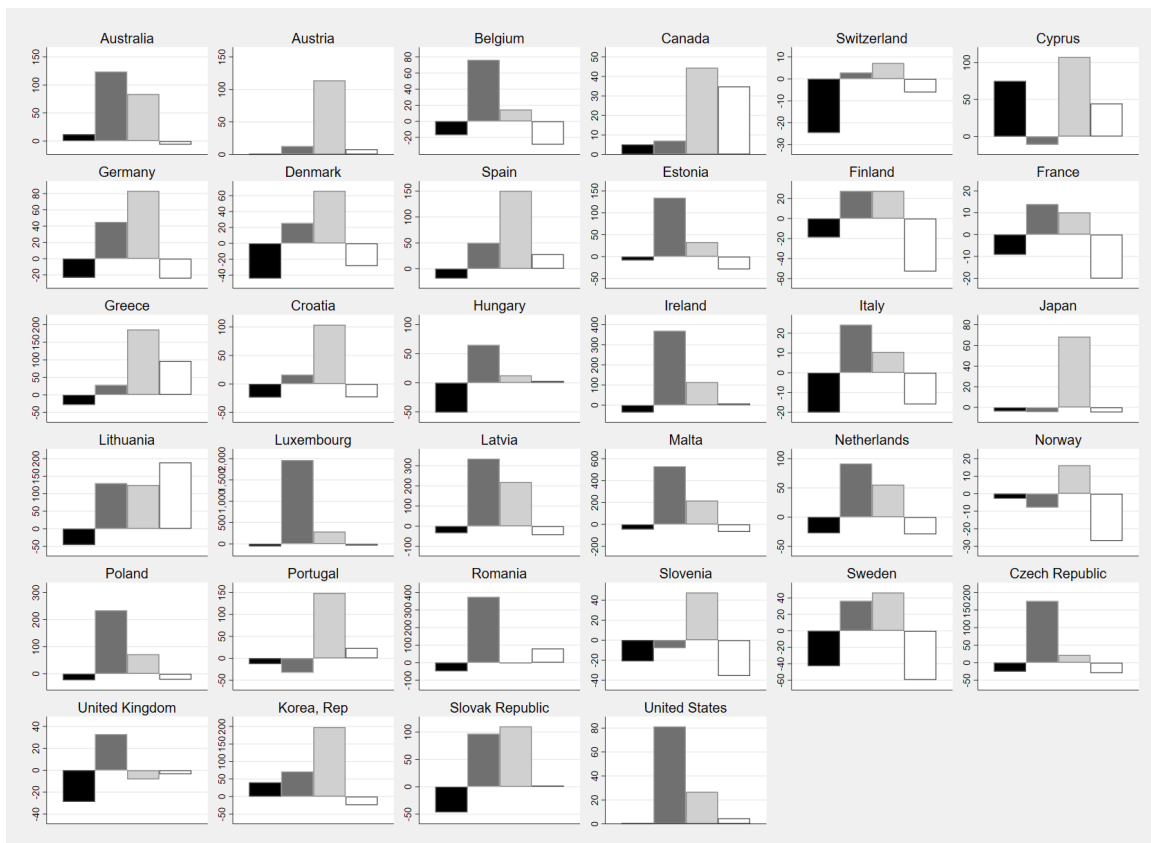 Australia
0 50 100 150
Austria
0 50 100 150
Belgium
-20 0 20 40 60 80
Canada
0 10 20 30 40 50
Switzerland
-30 -20 -10 0 10
Cyprus
0 50 100
Germany
-20 0 20 40 60 80
Denmark
-40 -20 0 20 40 60
Spain
0 50 100 150
Estonia
-50 0 50 100 150
Finland
-60 -40 -20 0 20
France
-20 -10 0 10 20
Greece
-50 0 50 100 150 200
Croatia
-50 0 50 100
Hungary
-50 0 50 100
Ireland
0 100 200 300 400
Italy
-20 -10 0 10 20
Japan
0 20 40 60 80
Lithuania
-50 0 50 100 150 200
Luxembourg
0 500 1,000 1,500 2,000
Latvia
-100 0 100 200 300
Malta
-200 0 200 400 600
Netherlands
-50 0 50 100
Norway
-30 -20 -10 0 10 20
Poland
0 100 200 300
Portugal
-50 0 50 100 150
Romania
-100 0 100 200 300 400
Slovenia
-40 -20 0 20 40
Sweden
-60 -40 -20 0 20 40
Czech Republic
-50 0 50 100 150 200
United Kingdom
-40 -20 0 20 40
Korea, Rep
-50 0 50 100 150 200
Slovak Republic
-50 0 50 100
United States
0 20 40 60 80